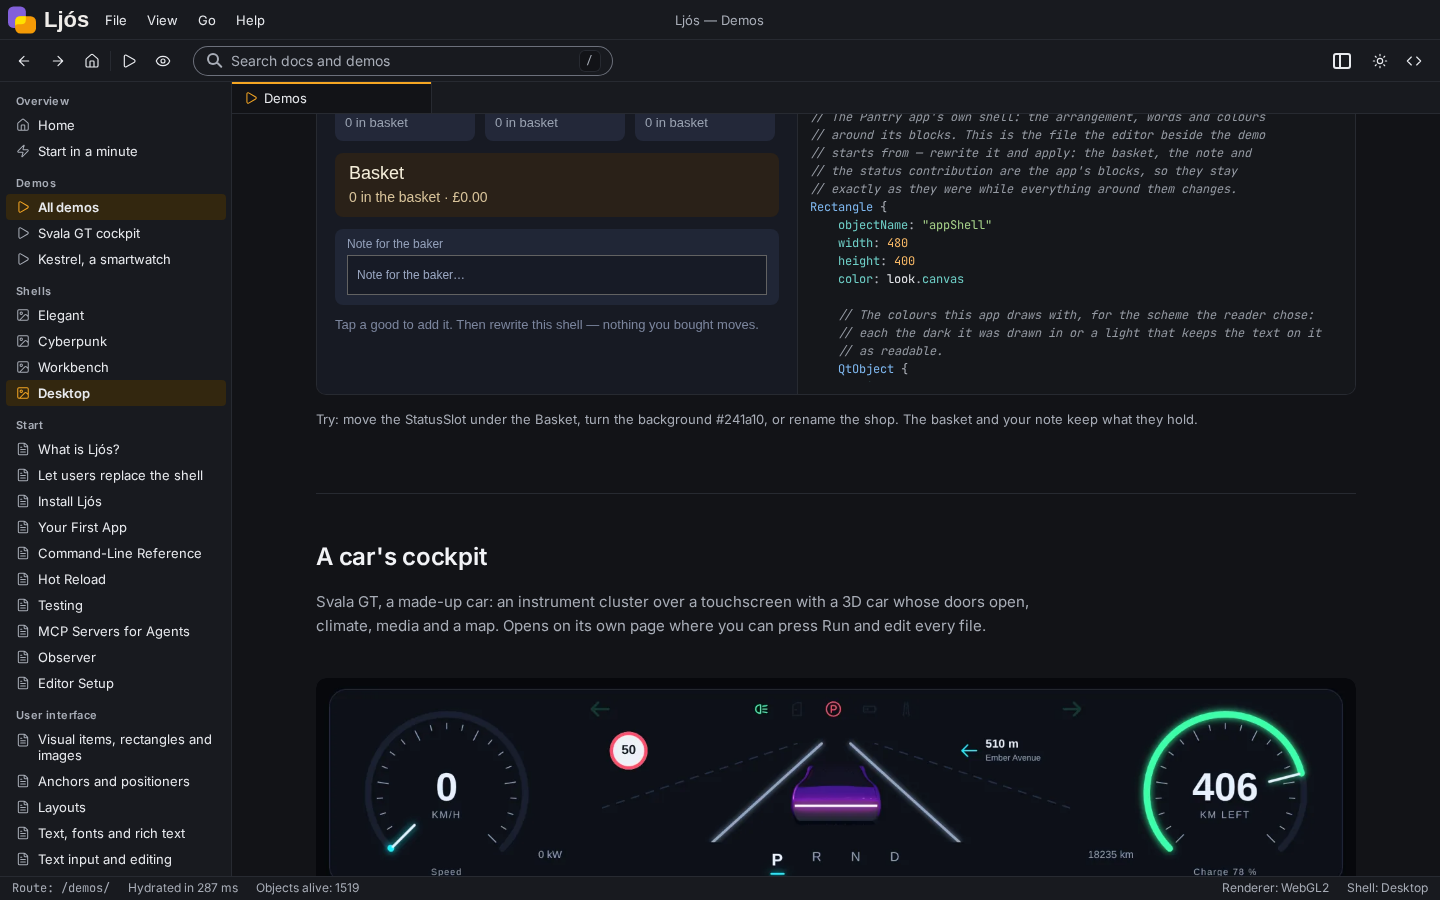 Ljós
File
View
Go
Help
Ljós — Demos
Search docs and demos
/
Overview
Home
Start in a minute
Demos
All demos
Svala GT cockpit
Kestrel, a smartwatch
Shells
Elegant
Cyberpunk
Workbench
Desktop
Start
What is Ljós?
Let users replace the shell
Install Ljós
Your First App
Command-Line Reference
Hot Reload
Testing
MCP Servers for Agents
Observer
Editor Setup
User interface
Visual items, rectangles and
images
Anchors and positioners
Layouts
Text, fonts and rich text
Text input and editing
Demos
0 in basket
0 in basket
0 in basket
Basket
0 in the basket · £0.00
Note for the baker
Note for the baker…
Tap a good to add it. Then rewrite this shell — nothing you bought moves.
// The Pantry app's own shell: the arrangement, words and colours
// around its blocks. This is the file the editor beside the demo
// starts from — rewrite it and apply: the basket, the note and
// the status contribution are the app's blocks, so they stay
// exactly as they were while everything around them changes.
Rectangle {
objectName: "appShell"
width: 480
height: 400
color: look.canvas
// The colours this app draws with, for the scheme the reader chose:
// each the dark it was drawn in or a light that keeps the text on it
// as readable.
QtObject {
Try: move the StatusSlot under the Basket, turn the background #241a10, or rename the shop. The basket and your note keep what they hold.
A car's cockpit
Svala GT, a made-up car: an instrument cluster over a touchscreen with a 3D car whose doors open,
climate, media and a map. Opens on its own page where you can press Run and edit every file.
P
50
510 m
Ember Avenue
0
KM/H
406
KM LEFT
0 kW
P R N D
18235 km
Speed
Charge 78 %
Route: /demos/
Hydrated in 287 ms
Objects alive: 1519
Renderer: WebGL2
Shell: Desktop